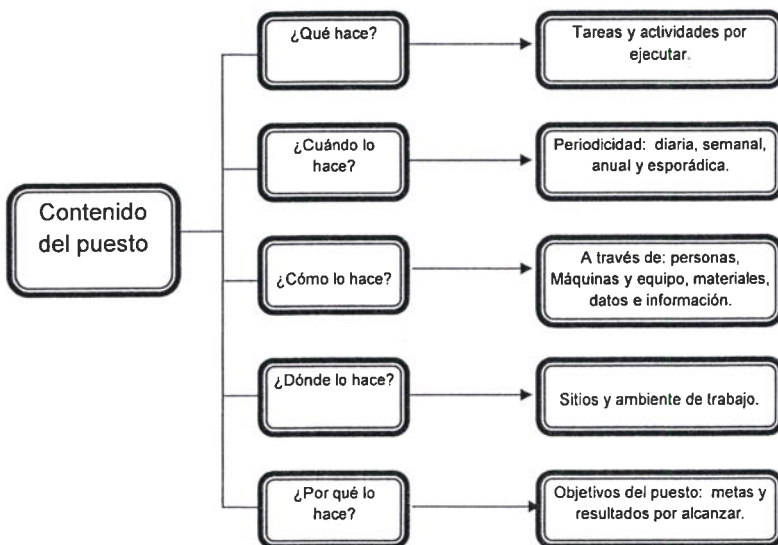 ¿Qué hace?
Tareas y actividades por
ejecutar.
¿Cuándo lo
hace?
Periodicidad: diaria, semanal,
anual y esporádica.
Contenido
del puesto
¿Cómo lo hace?
A través de: personas,
Máquinas y equipo, materiales,
datos e información.
¿Dónde lo hace?
Sitios y ambiente de trabajo.
¿Por qué lo
hace?
Objetivos del puesto: metas y
resultados por alcanzar.